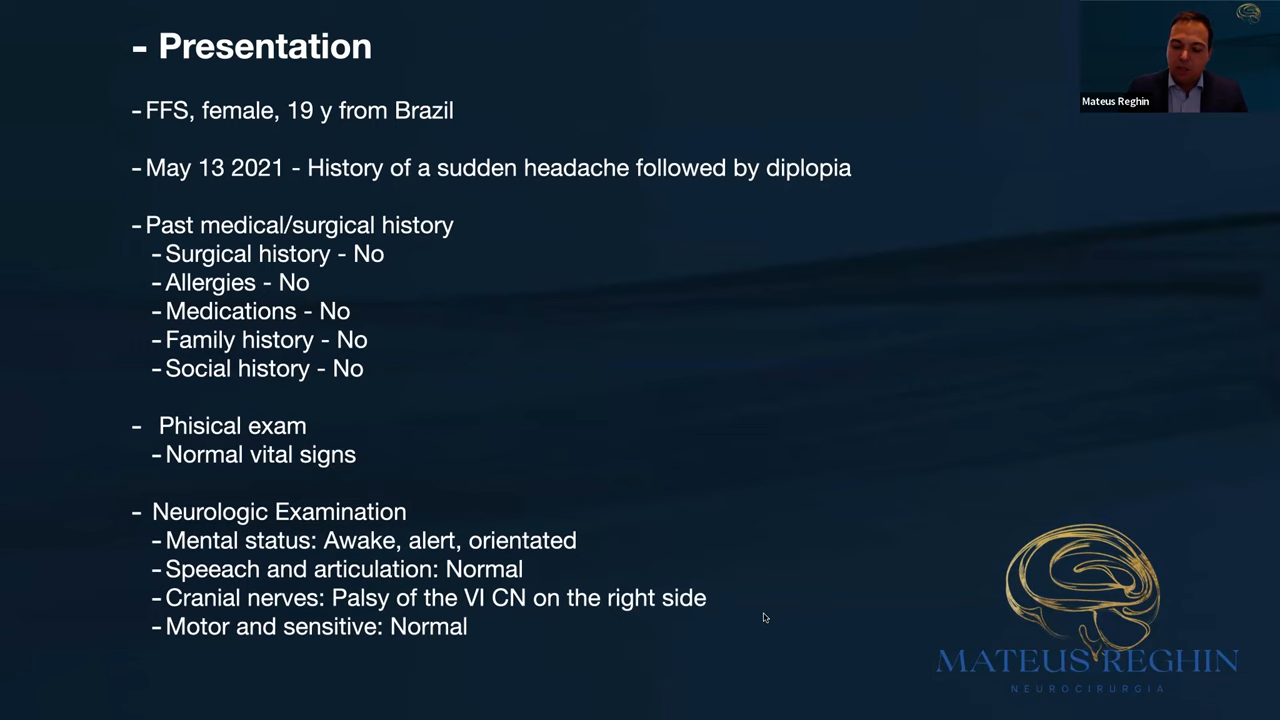 - Presentation
Mateus Reghin
- FFS, female, 19 y from Brazil
- May 13 2021 - History of a sudden headache followed by diplopia
- Past medical/surgical history
- Surgical history - No
- Allergies - No
- Medications - No
- Family history - No
- Social history - No
- Phisical exam
- Normal vital signs
- Neurologic Examination
- Mental status: Awake, alert, orientated
- Speeach and articulation: Normal
- Cranial nerves: Palsy of the VI CN on the right side
- Motor and sensitive: Normal
MATEUS REGHIN
NEUROCIRURGIA